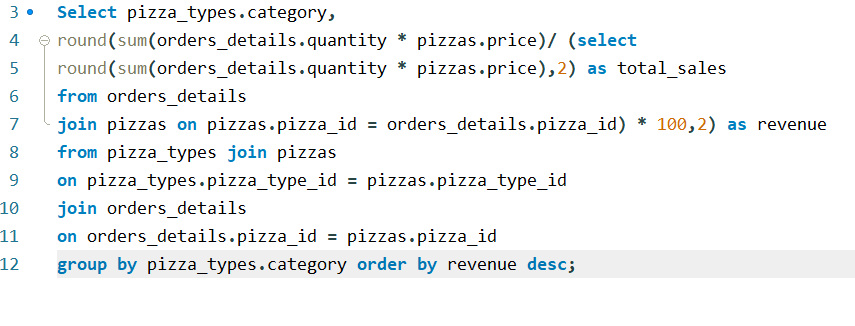 3 Select pizza_types.category,
4 round(sum(orders_details.quantity * pizzas.price)/ (select
5 round(sum(orders_details.quantity * pizzas.price),2) as total_sales
6 from orders_details
7 join pizzas on pizzas.pizza_id = orders_details.pizza_id) * 100,2) as revenue
8 from pizza_types join pizzas
9 on pizza_types.pizza_type_id = pizzas.pizza_type_id
10 join orders_details
11 on orders_details.pizza_id = pizzas.pizza_id
12 group by pizza_types.category order by revenue desc;